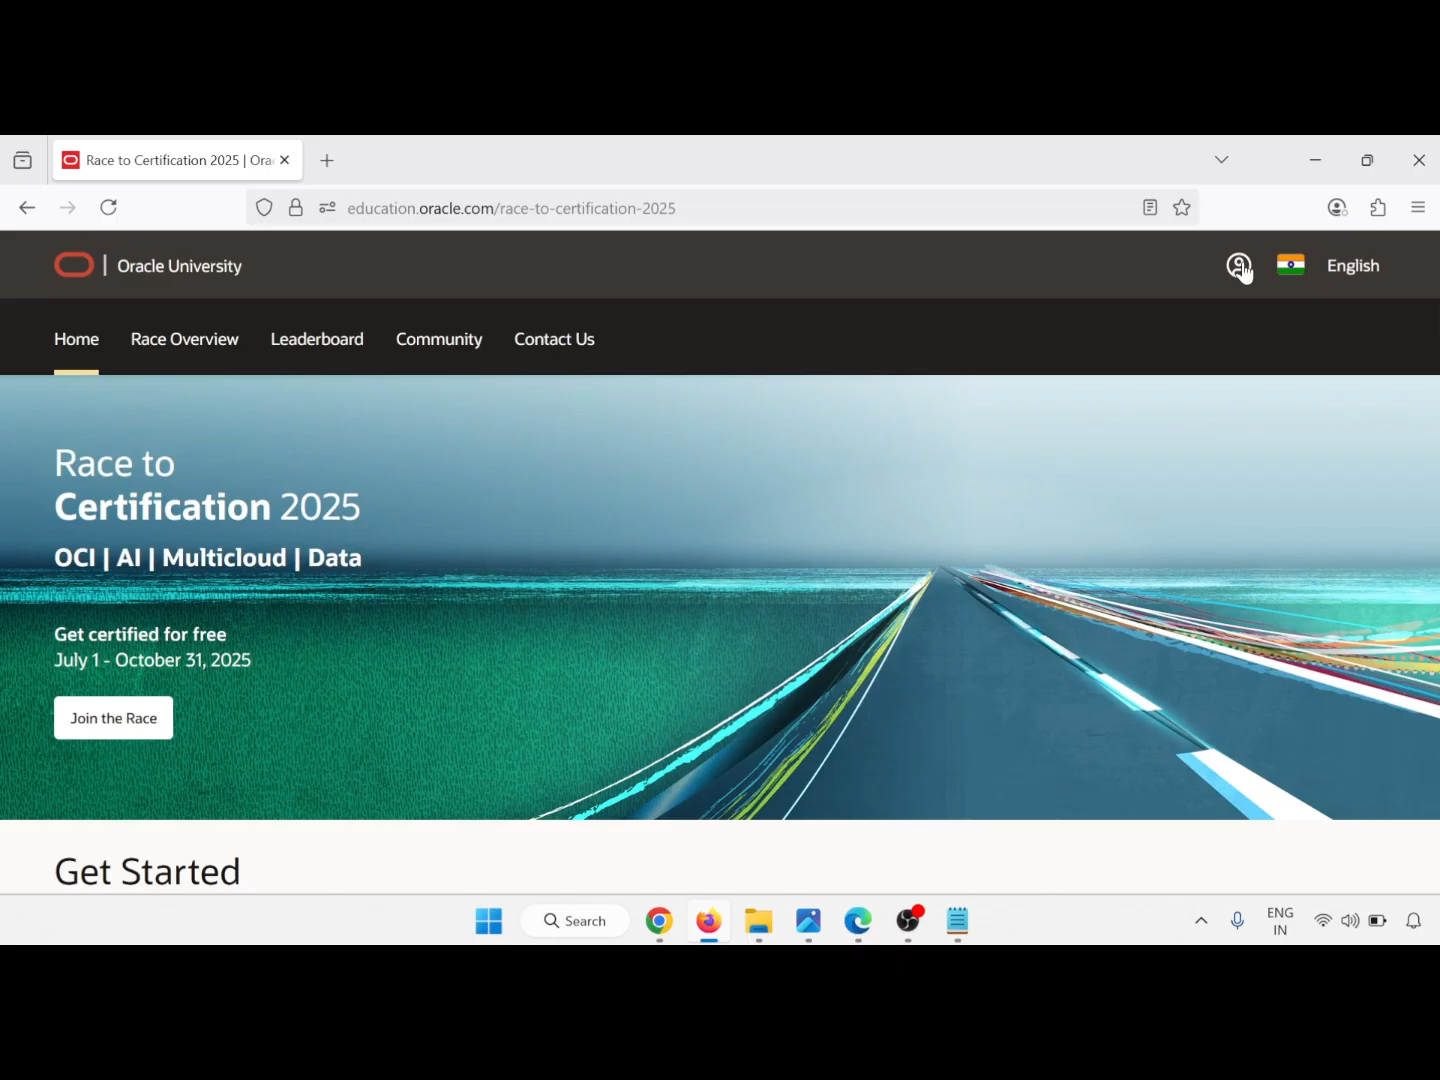 Race to Certification 2025 | Ora
education.oracle.com/race-to-certification-2025
Oracle University
English
Home Race Overview Leaderboard Community Contact Us
Race to
Certification 2025
OCI | AI | Multicloud | Data
Get certified for free
July 1 - October 31, 2025
Join the Race
Get Started
Search
ENG
IN